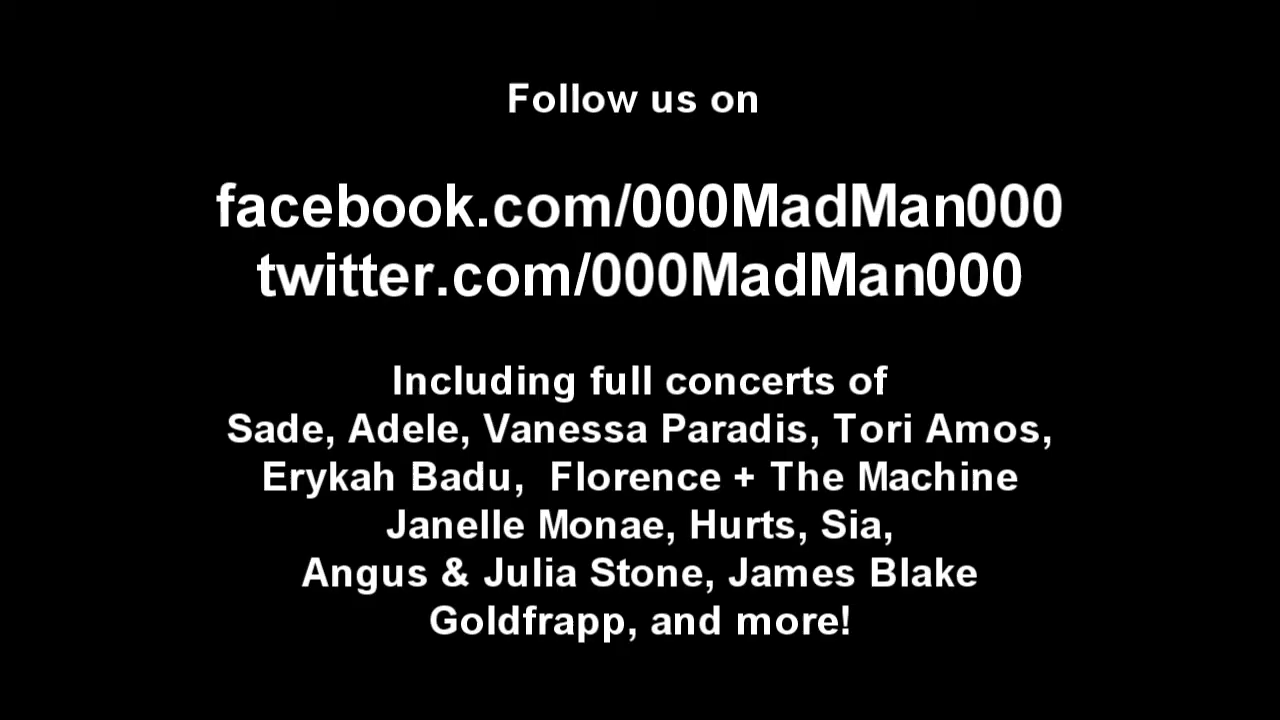 Follow us on
facebook.com/000MadMan000
twitter.com/000MadMan000
Including full concerts of
Sade, Adele, Vanessa Paradis, Tori Amos,
Erykah Badu,  Florence + The Machine
Janelle Monae, Hurts, Sia,
Angus & Julia Stone, James Blake
Goldfrapp, and more!